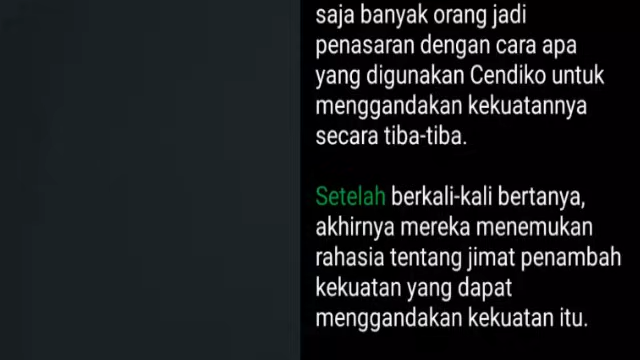 saja banyak orang jadi
penasaran dengan cara apa
yang digunakan Cendiko untuk
menggandakan kekuatannya
secara tiba-tiba.
Setelah berkali-kali bertanya,
akhirnya mereka menemukan
rahasia tentang jimat penambah
kekuatan yang dapat
menggandakan kekuatan itu.